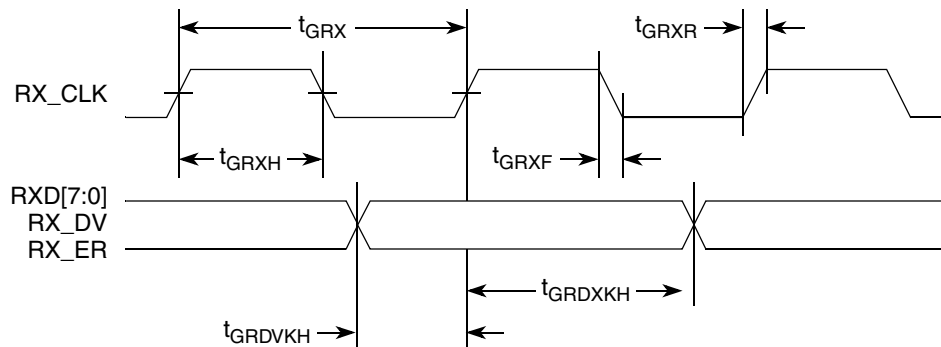 tGRX
tGRXR
RX_CLK
tGRXH
tGRXF
RXD[7:0]
RX_DV
RX_ER
tGRDXKH
tGRDVKH